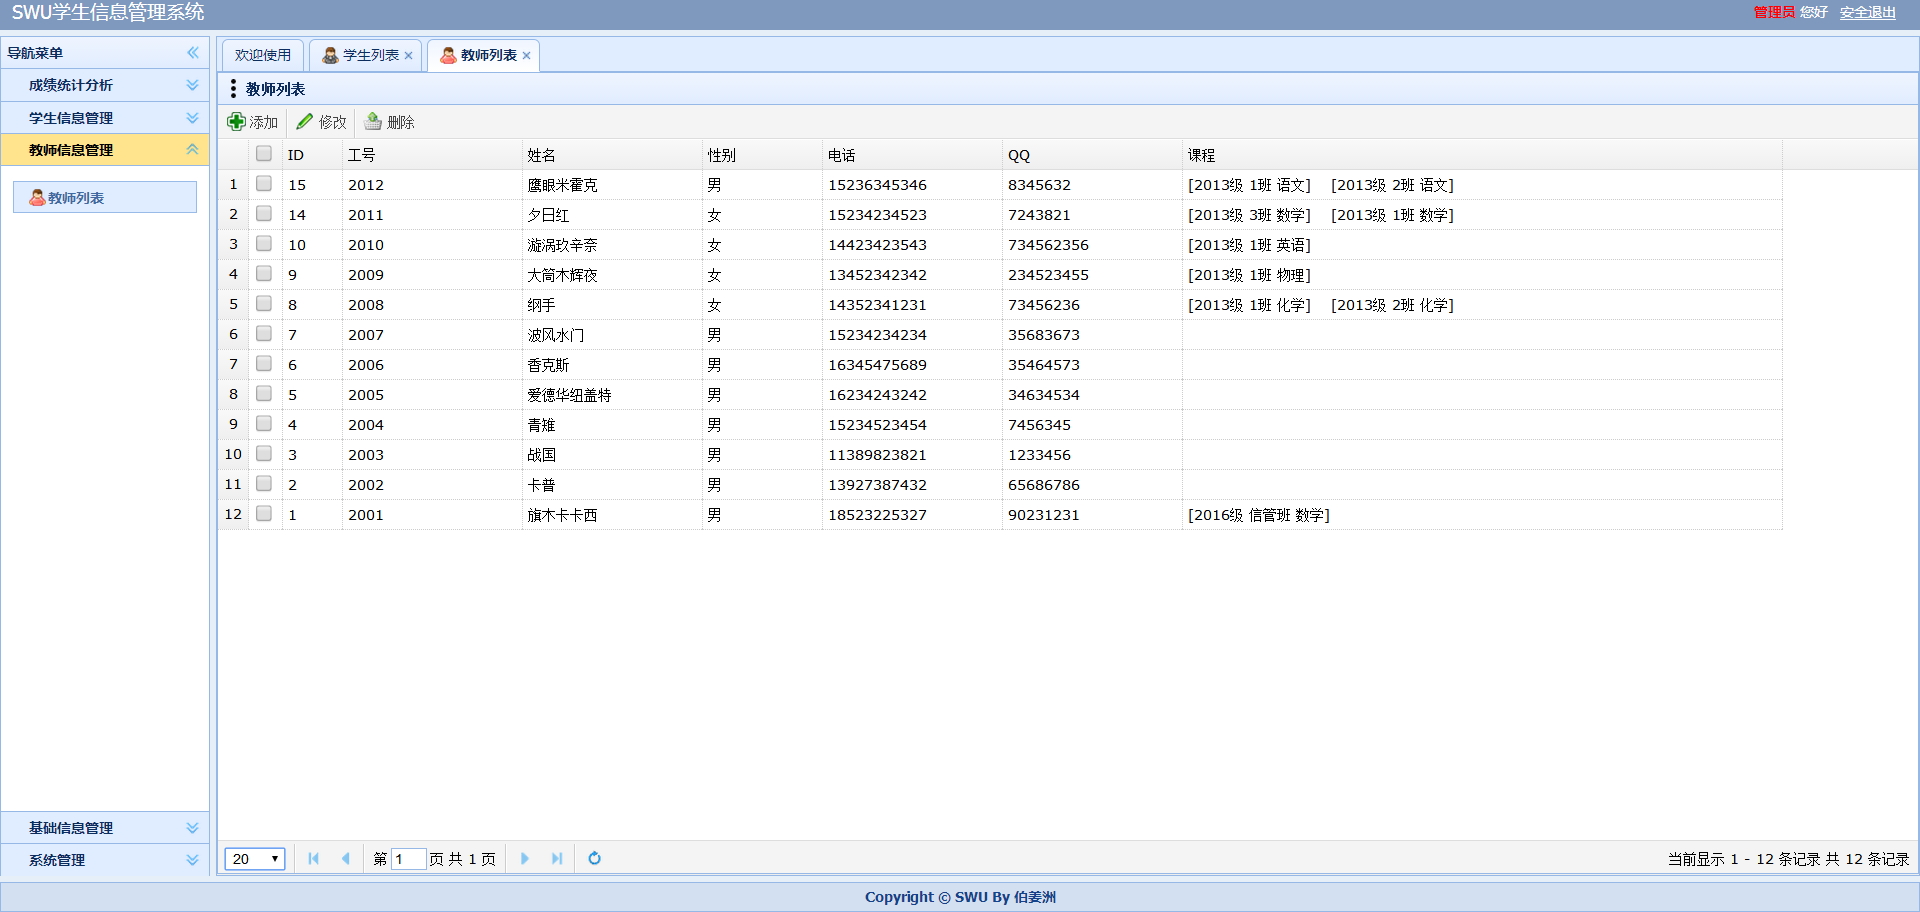 SWU学生信息管理系统
管理员 您好 安全退出
导航菜单
成绩统计分析
学生信息管理
教师信息管理
教师列表
基础信息管理
系统管理
欢迎使用 学生列表 教师列表
教师列表
添加 修改 删除
ID 工号 姓名 性别 电话 QQ 课程
1 15 2012 鹰眼米霍克 男 15236345346 8345632 [2013级 1班 语文] [2013级 2班 语文]
2 14 2011 夕日红 女 15234234523 7243821 [2013级 3班 数学] [2013级 1班 数学]
3 10 2010 漩涡玖辛奈 女 14423423543 734562356 [2013级 1班 英语]
4 9 2009 大筒木辉夜 女 13452342342 234523455 [2013级 1班 物理]
5 8 2008 纲手 女 14352341231 73456236 [2013级 1班 化学] [2013级 2班 化学]
6 7 2007 波风水门 男 15234234234 35683673
7 6 2006 香克斯 男 16345475689 35464573
8 5 2005 爱德华纽盖特 男 16234243242 34634534
9 4 2004 青雉 男 15234523454 7456345
10 3 2003 战国 男 11389823821 1233456
11 2 2002 卡普 男 13927387432 65686786
12 1 2001 旗木卡卡西 男 18523225327 90231231 [2016级 信管班 数学]
20 第 1 页 共 1 页
当前显示 1 - 12 条记录 共 12 条记录
Copyright © SWU By 伯姜洲